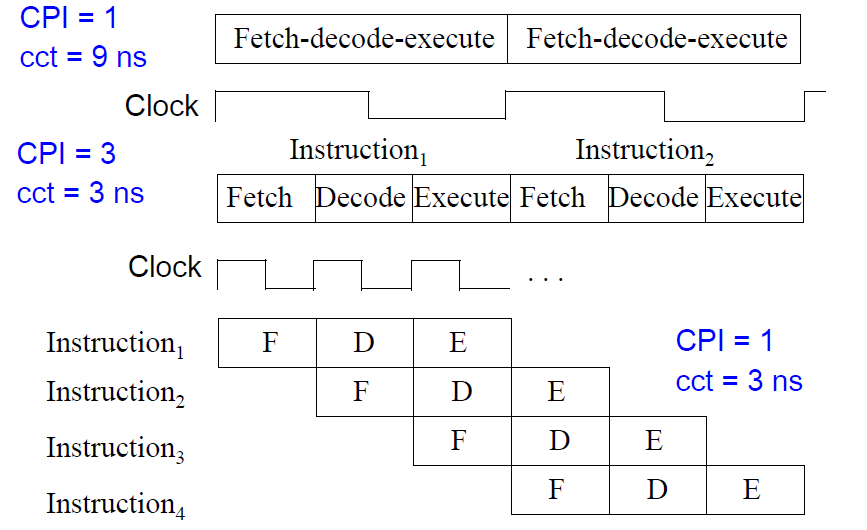 CPI = 1
cct = 9 ns
Fetch-decode-execute Fetch-decode-execute
Clock
CPI = 3
cct = 3 ns
Instruction₁ Instruction₂
Fetch Decode Execute Fetch Decode Execute
Clock . . .
Instruction₁ F D E
CPI = 1
cct = 3 ns
Instruction₂ F D E
Instruction₃ F D E
Instruction₄ F D E